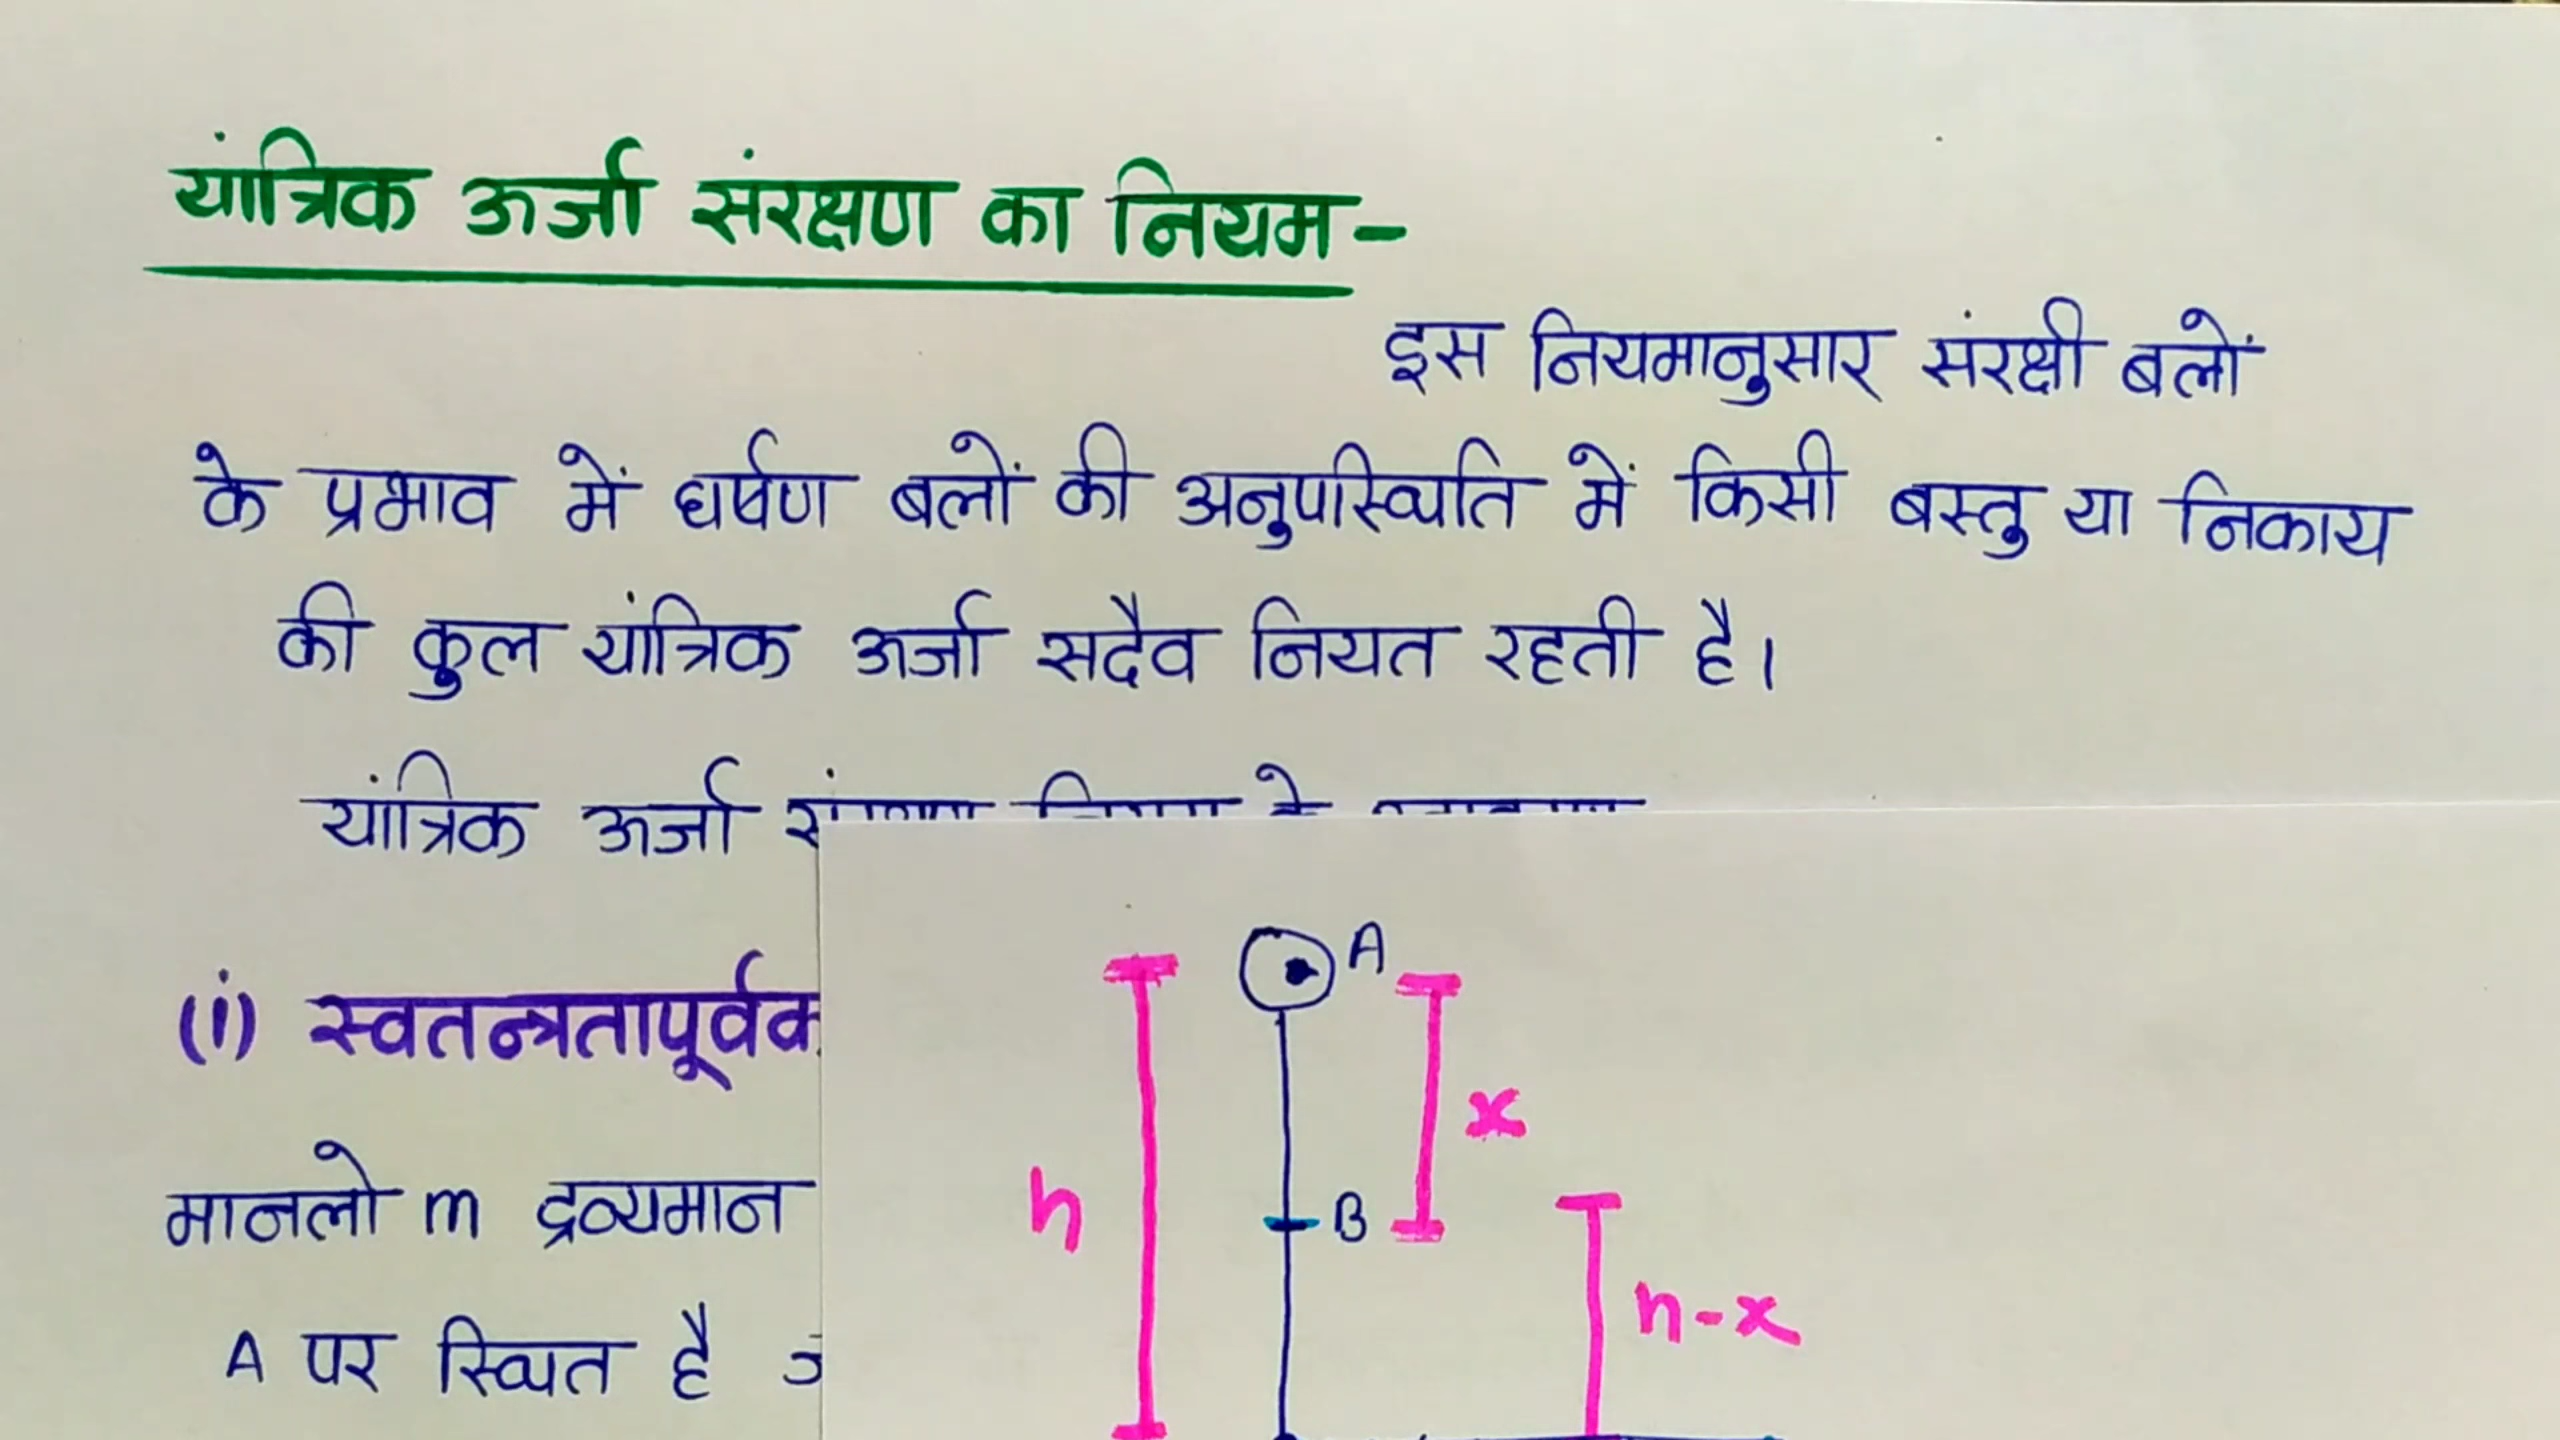 यांत्रिक ऊर्जा संरक्षण का नियम-
इस नियमानुसार संरक्षी बलों
के प्रभाव में घर्षण बलों की अनुपस्थिति में किसी बस्तु या निकाय
की कुल यांत्रिक ऊर्जा सदैव नियत रहती है।
यांत्रिक ऊर्जा
(i) स्वतन्त्रतापूर्वक
मानलो m द्रव्यमान
A पर स्थित है
A
x
h
B
h-x